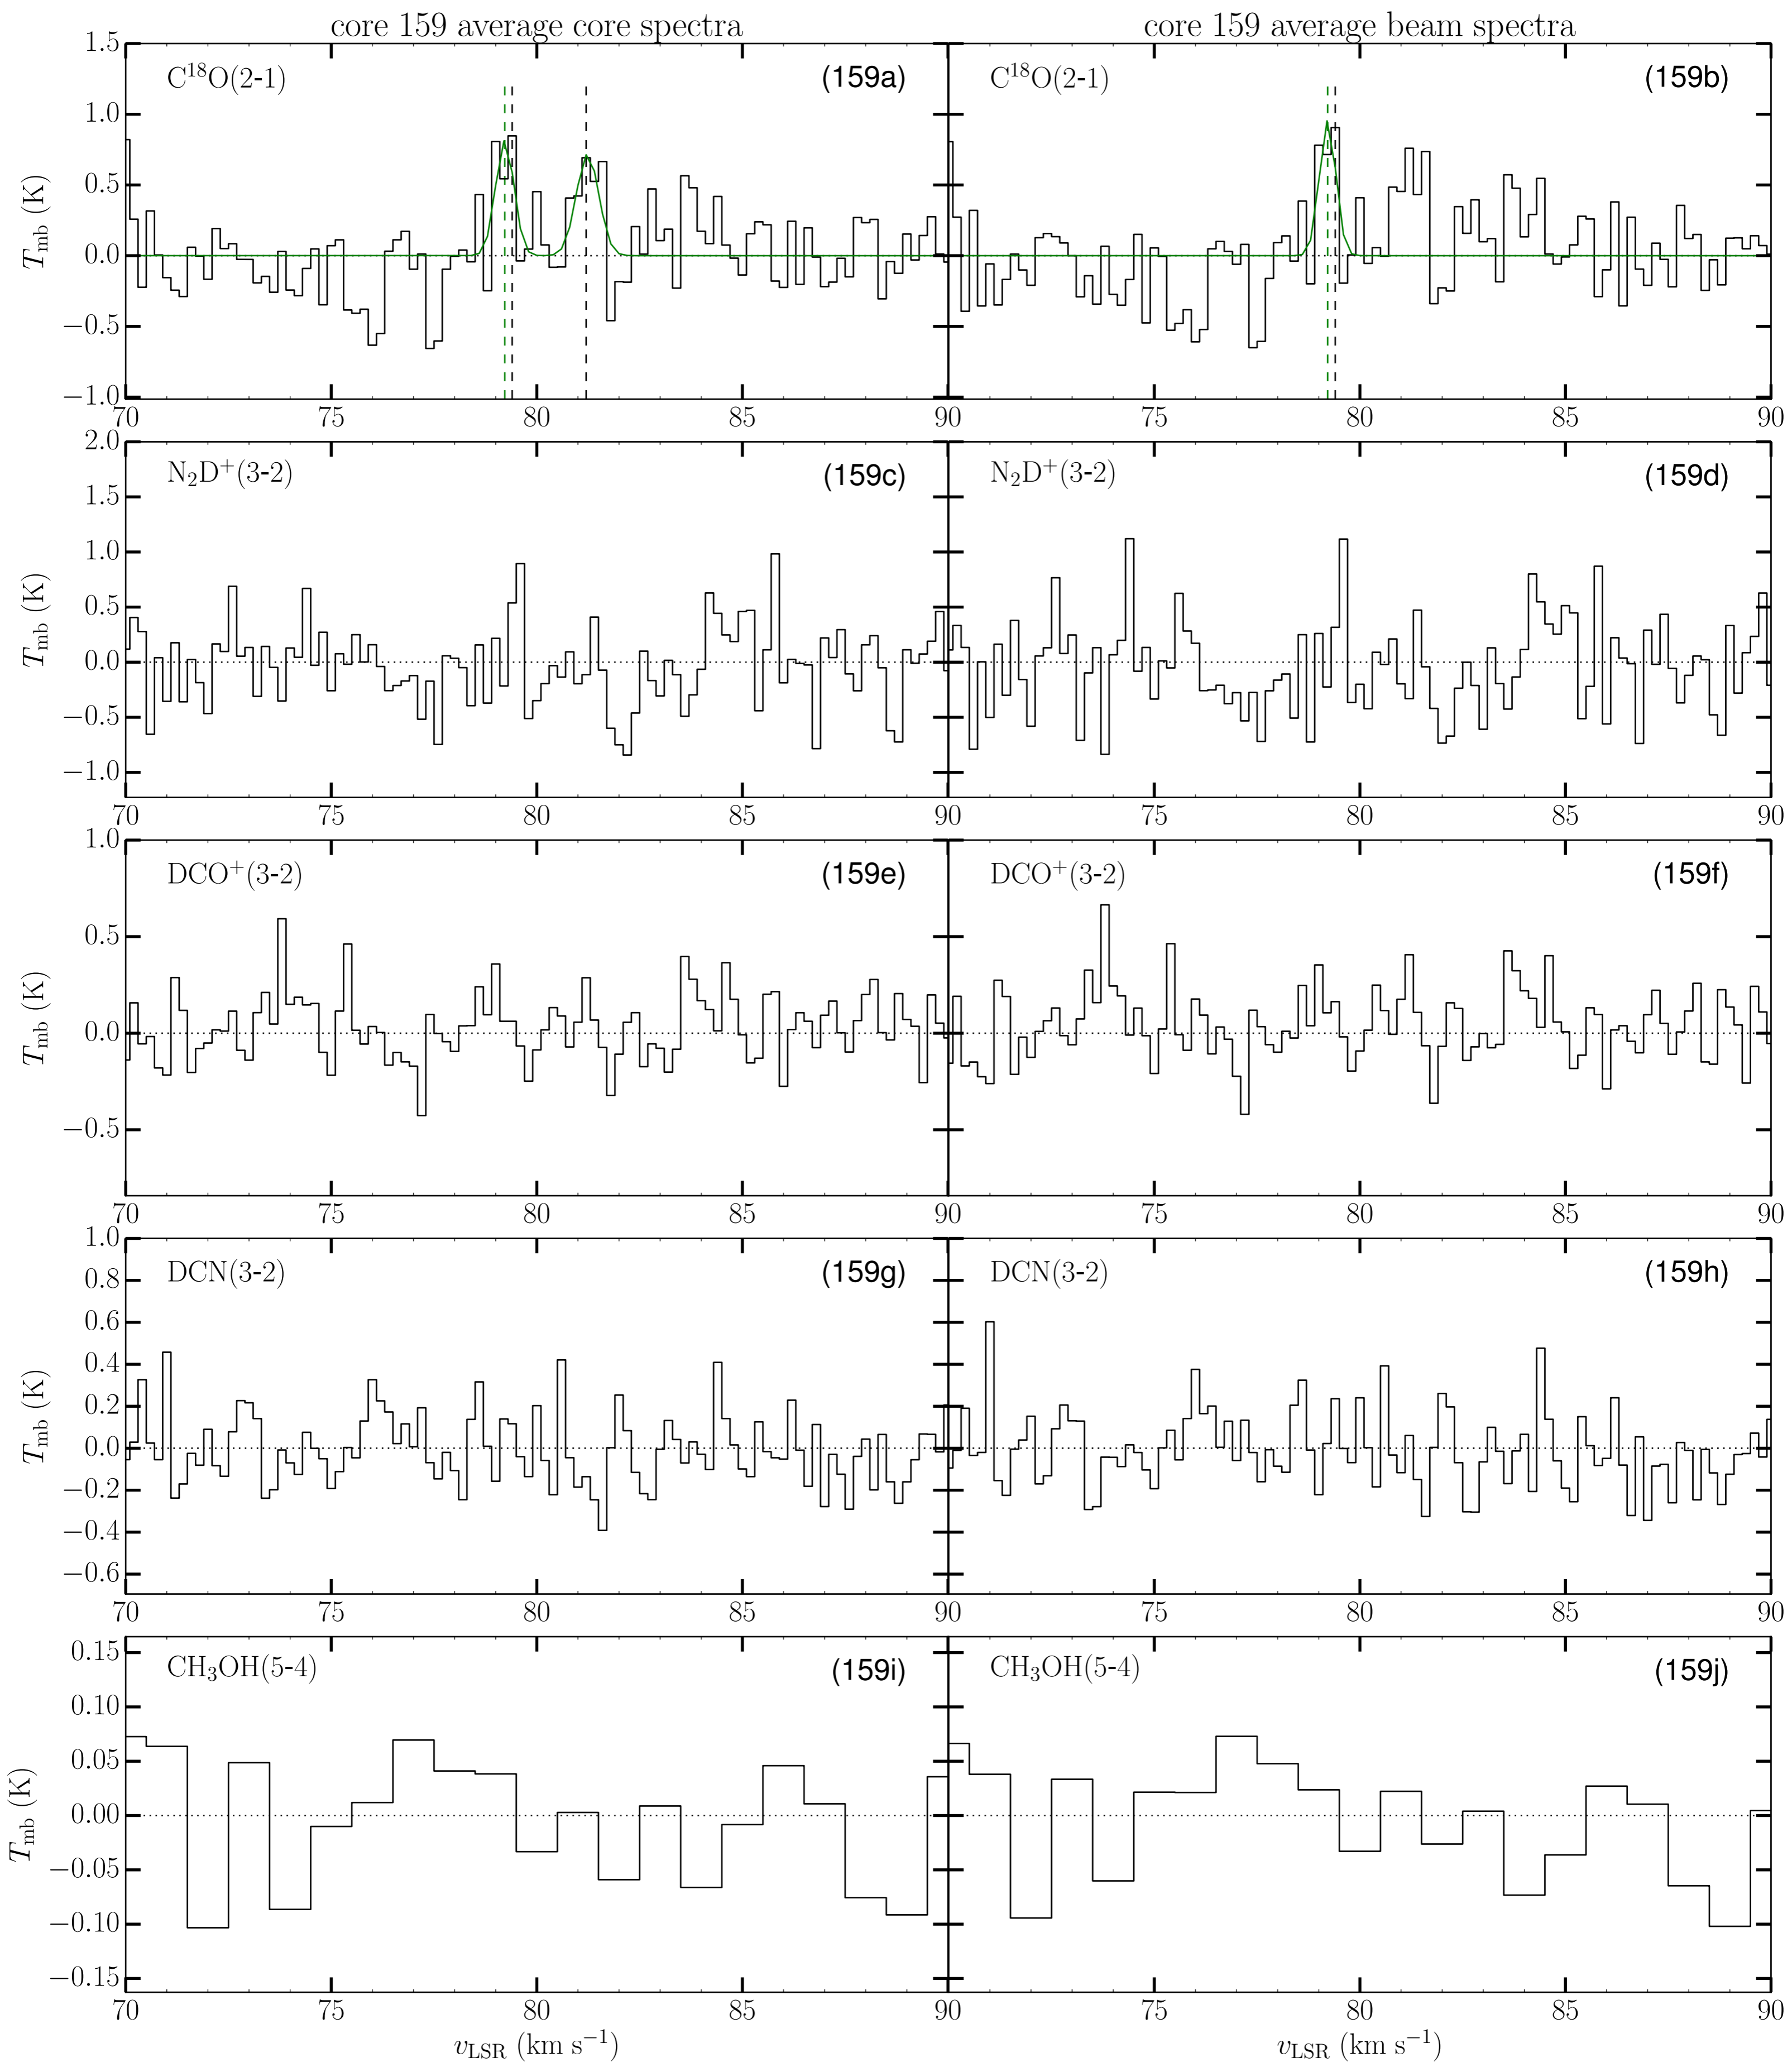 core 159 average core spectra core 159 average beam spectra
1.5
C¹⁸O(2-1) (159a) C¹⁸O(2-1) (159b)
1.0
0.5
T_mb (K)
0.0
−0.5
−1.0
70 75 80 85 90 75 80 85 90
2.0
N₂D⁺(3-2) (159c) N₂D⁺(3-2) (159d)
1.5
1.0
0.5
T_mb (K)
0.0
−0.5
−1.0
70 75 80 85 90 75 80 85 90
1.0
DCO⁺(3-2) (159e) DCO⁺(3-2) (159f)
0.5
T_mb (K)
0.0
−0.5
70 75 80 85 90 75 80 85 90
1.0
DCN(3-2) (159g) DCN(3-2) (159h)
0.8
0.6
0.4
0.2
T_mb (K)
0.0
−0.2
−0.4
−0.6
70 75 80 85 90 75 80 85 90
0.15
CH₃OH(5-4) (159i) CH₃OH(5-4) (159j)
0.10
0.05
T_mb (K)
0.00
−0.05
−0.10
−0.15
70 75 80 85 90 75 80 85 90
v_LSR (km s⁻¹) v_LSR (km s⁻¹)